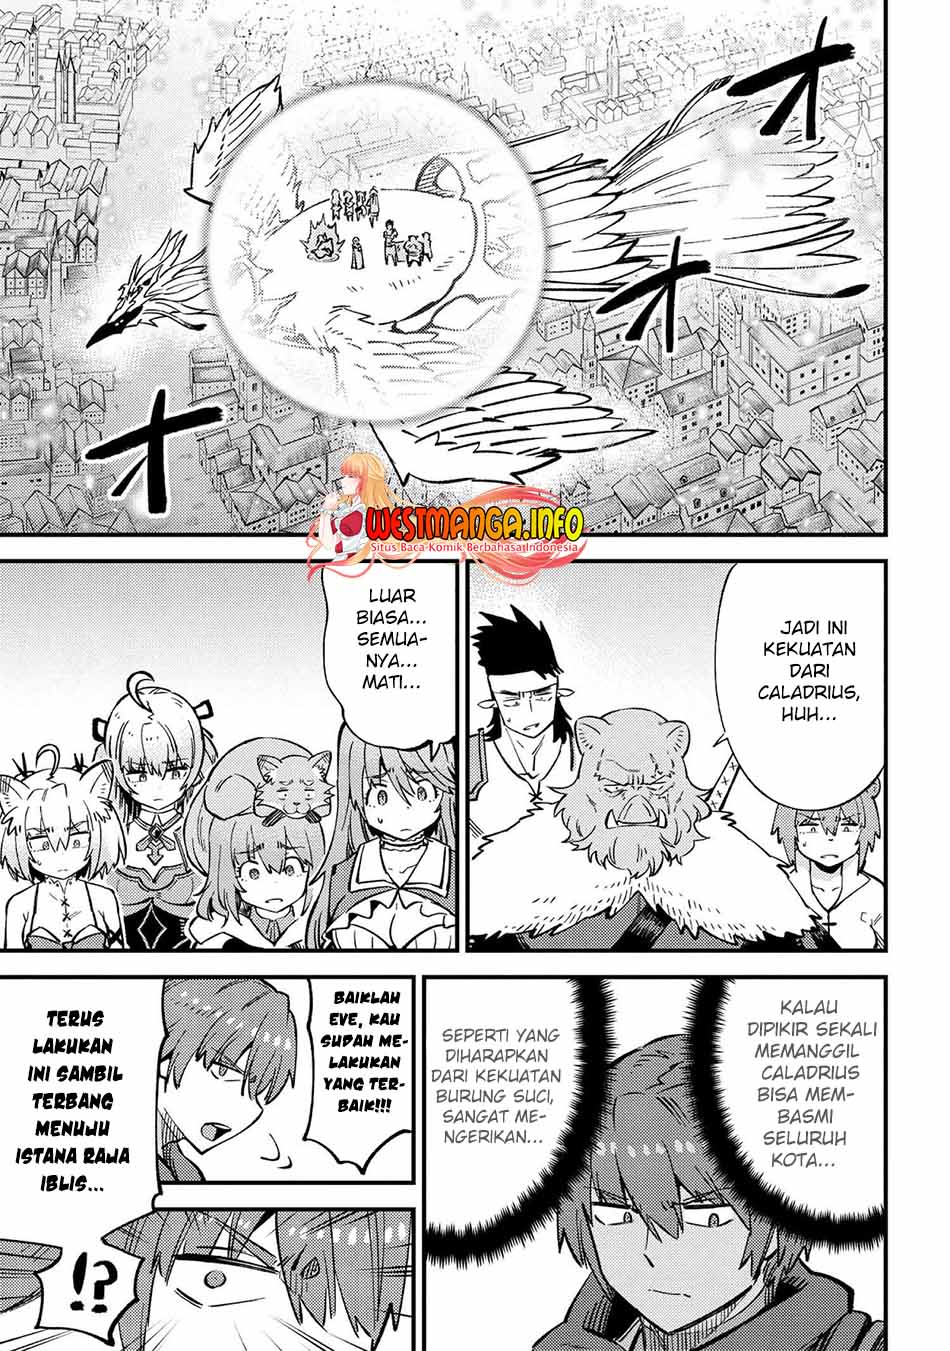 オ
オ
オ
WESTMANGA.INFO
Situs Baca Komik Berbahasa Indonesia
JADI INI
KEKUATAN
DARI
CALADRIUS,
HUH...
LUAR
BIASA...
SEMUA-
NYA...
MATI...
KALAU
DIPIKIR SEKALI
MEMANGGIL
CALADRIUS
BISA MEM-
BASMI
SELURUH
KOTA...
SEPERTI YANG
DIHARAPKAN
DARI KEKUATAN
BURUNG SUCI,
SANGAT ME-
NGERIKAN...
BAIKLAH
EVE, KAU
SUDAH ME-
LAKUKAN
YANG TER-
BAIK!!!
TERUS
LAKUKAN
INI SAMBIL
TERBANG
MENUJU
ISTANA RAJA
IBLIS...
!?